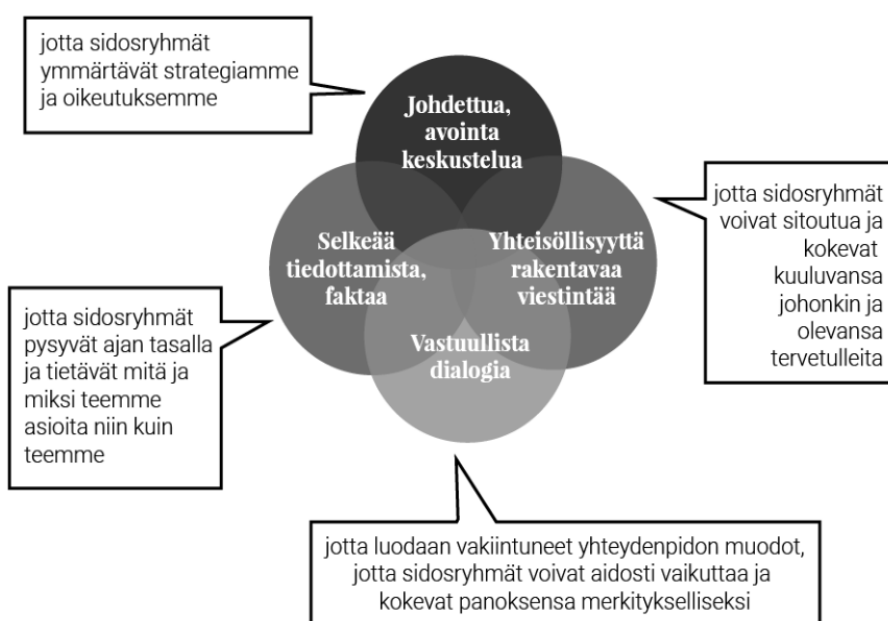 jotta sidosryhmät
ymmärtävät strategiamme
ja oikeutuksemme
Johdettua,
avointa
keskustelua
jotta sidosryhmät
voivat sitoutua ja
kokevat
kuuluvansa
johonkin ja
olevansa
tervetulleita
Selkeää
tiedottamista,
faktaa
Yhteisöllisyyttä
rakentavaa
viestintää
jotta sidosryhmät
pysyvät ajan tasalla
ja tietävät mitä ja
miksi teemme
asioita niin kuin
teemme
Vastuullista
dialogia
jotta luodaan vakiintuneet yhteydenpidon muodot,
jotta sidosryhmät voivat aidosti vaikuttaa ja
kokevat panoksensa merkitykselliseksi